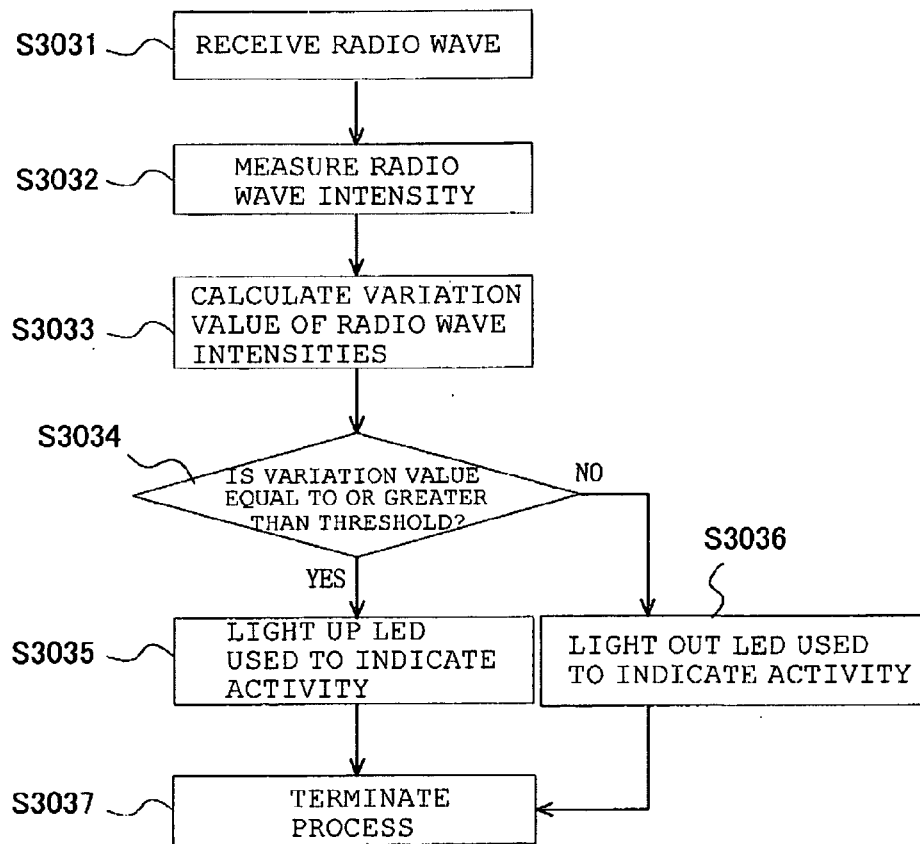 S3031
RECEIVE RADIO WAVE
S3032
MEASURE RADIO
WAVE INTENSITY
S3033
CALCULATE VARIATION
VALUE OF RADIO WAVE
INTENSITIES
S3034
IS VARIATION VALUE
EQUAL TO OR GREATER
THAN THRESHOLD?
NO
YES
S3035
LIGHT UP LED
USED TO INDICATE
ACTIVITY
S3036
LIGHT OUT LED USED
TO INDICATE ACTIVITY
S3037
TERMINATE
PROCESS